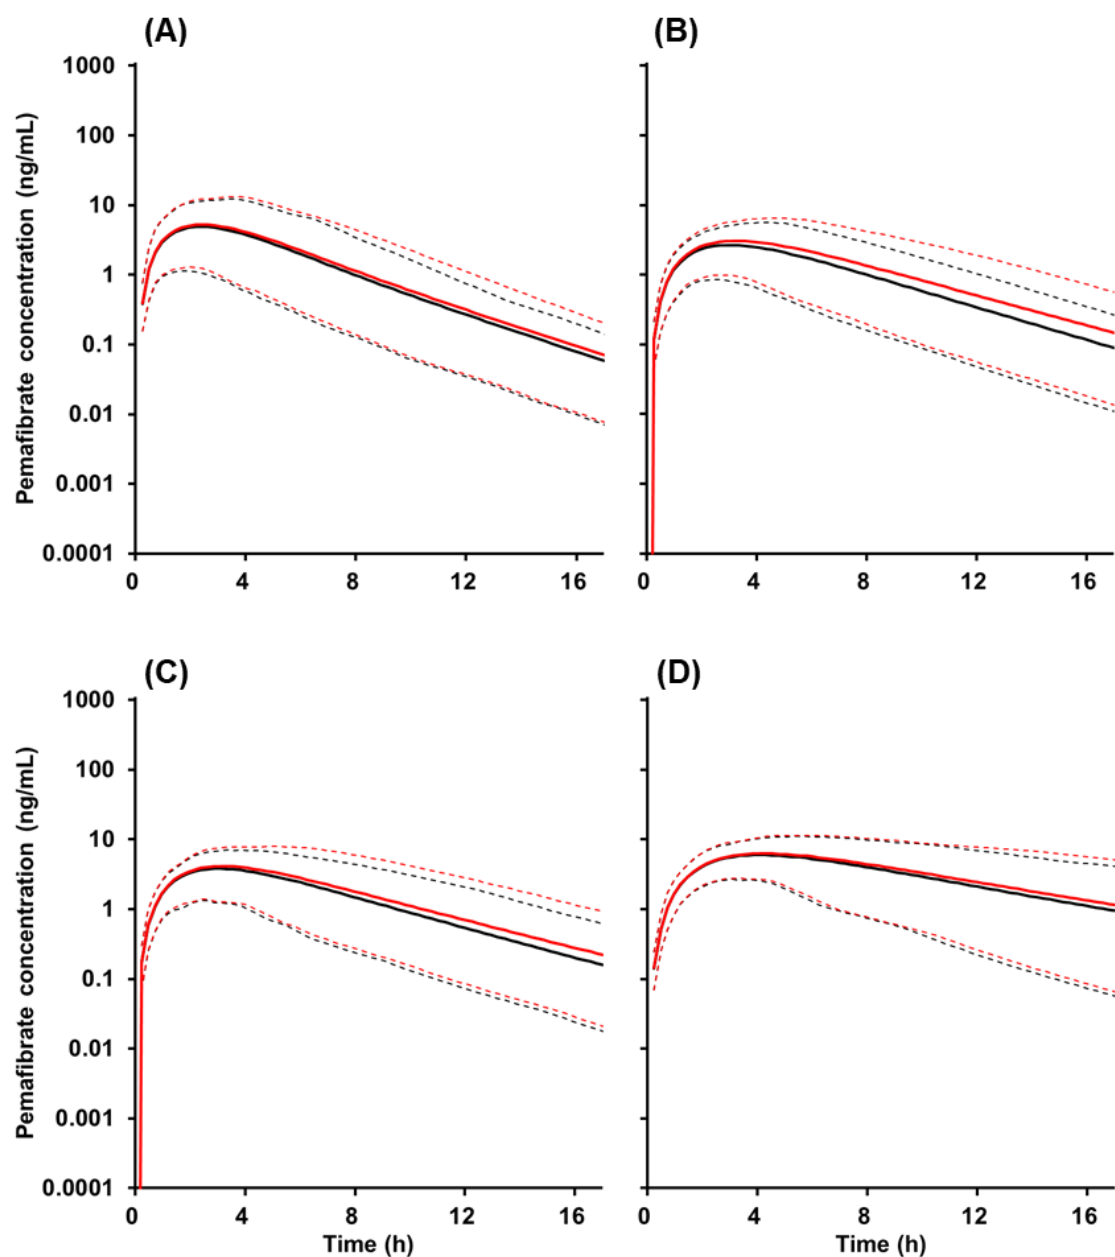 (A) (B)
1000
100
10
1
0.1
0.01
0.001
0.0001
Pemafibrate concentration (ng/mL)
0 4 8 12 16
0 4 8 12 16
(C) (D)
1000
100
10
1
0.1
0.01
0.001
0.0001
Pemafibrate concentration (ng/mL)
0 4 8 12 16
0 4 8 12 16
Time (h) Time (h)